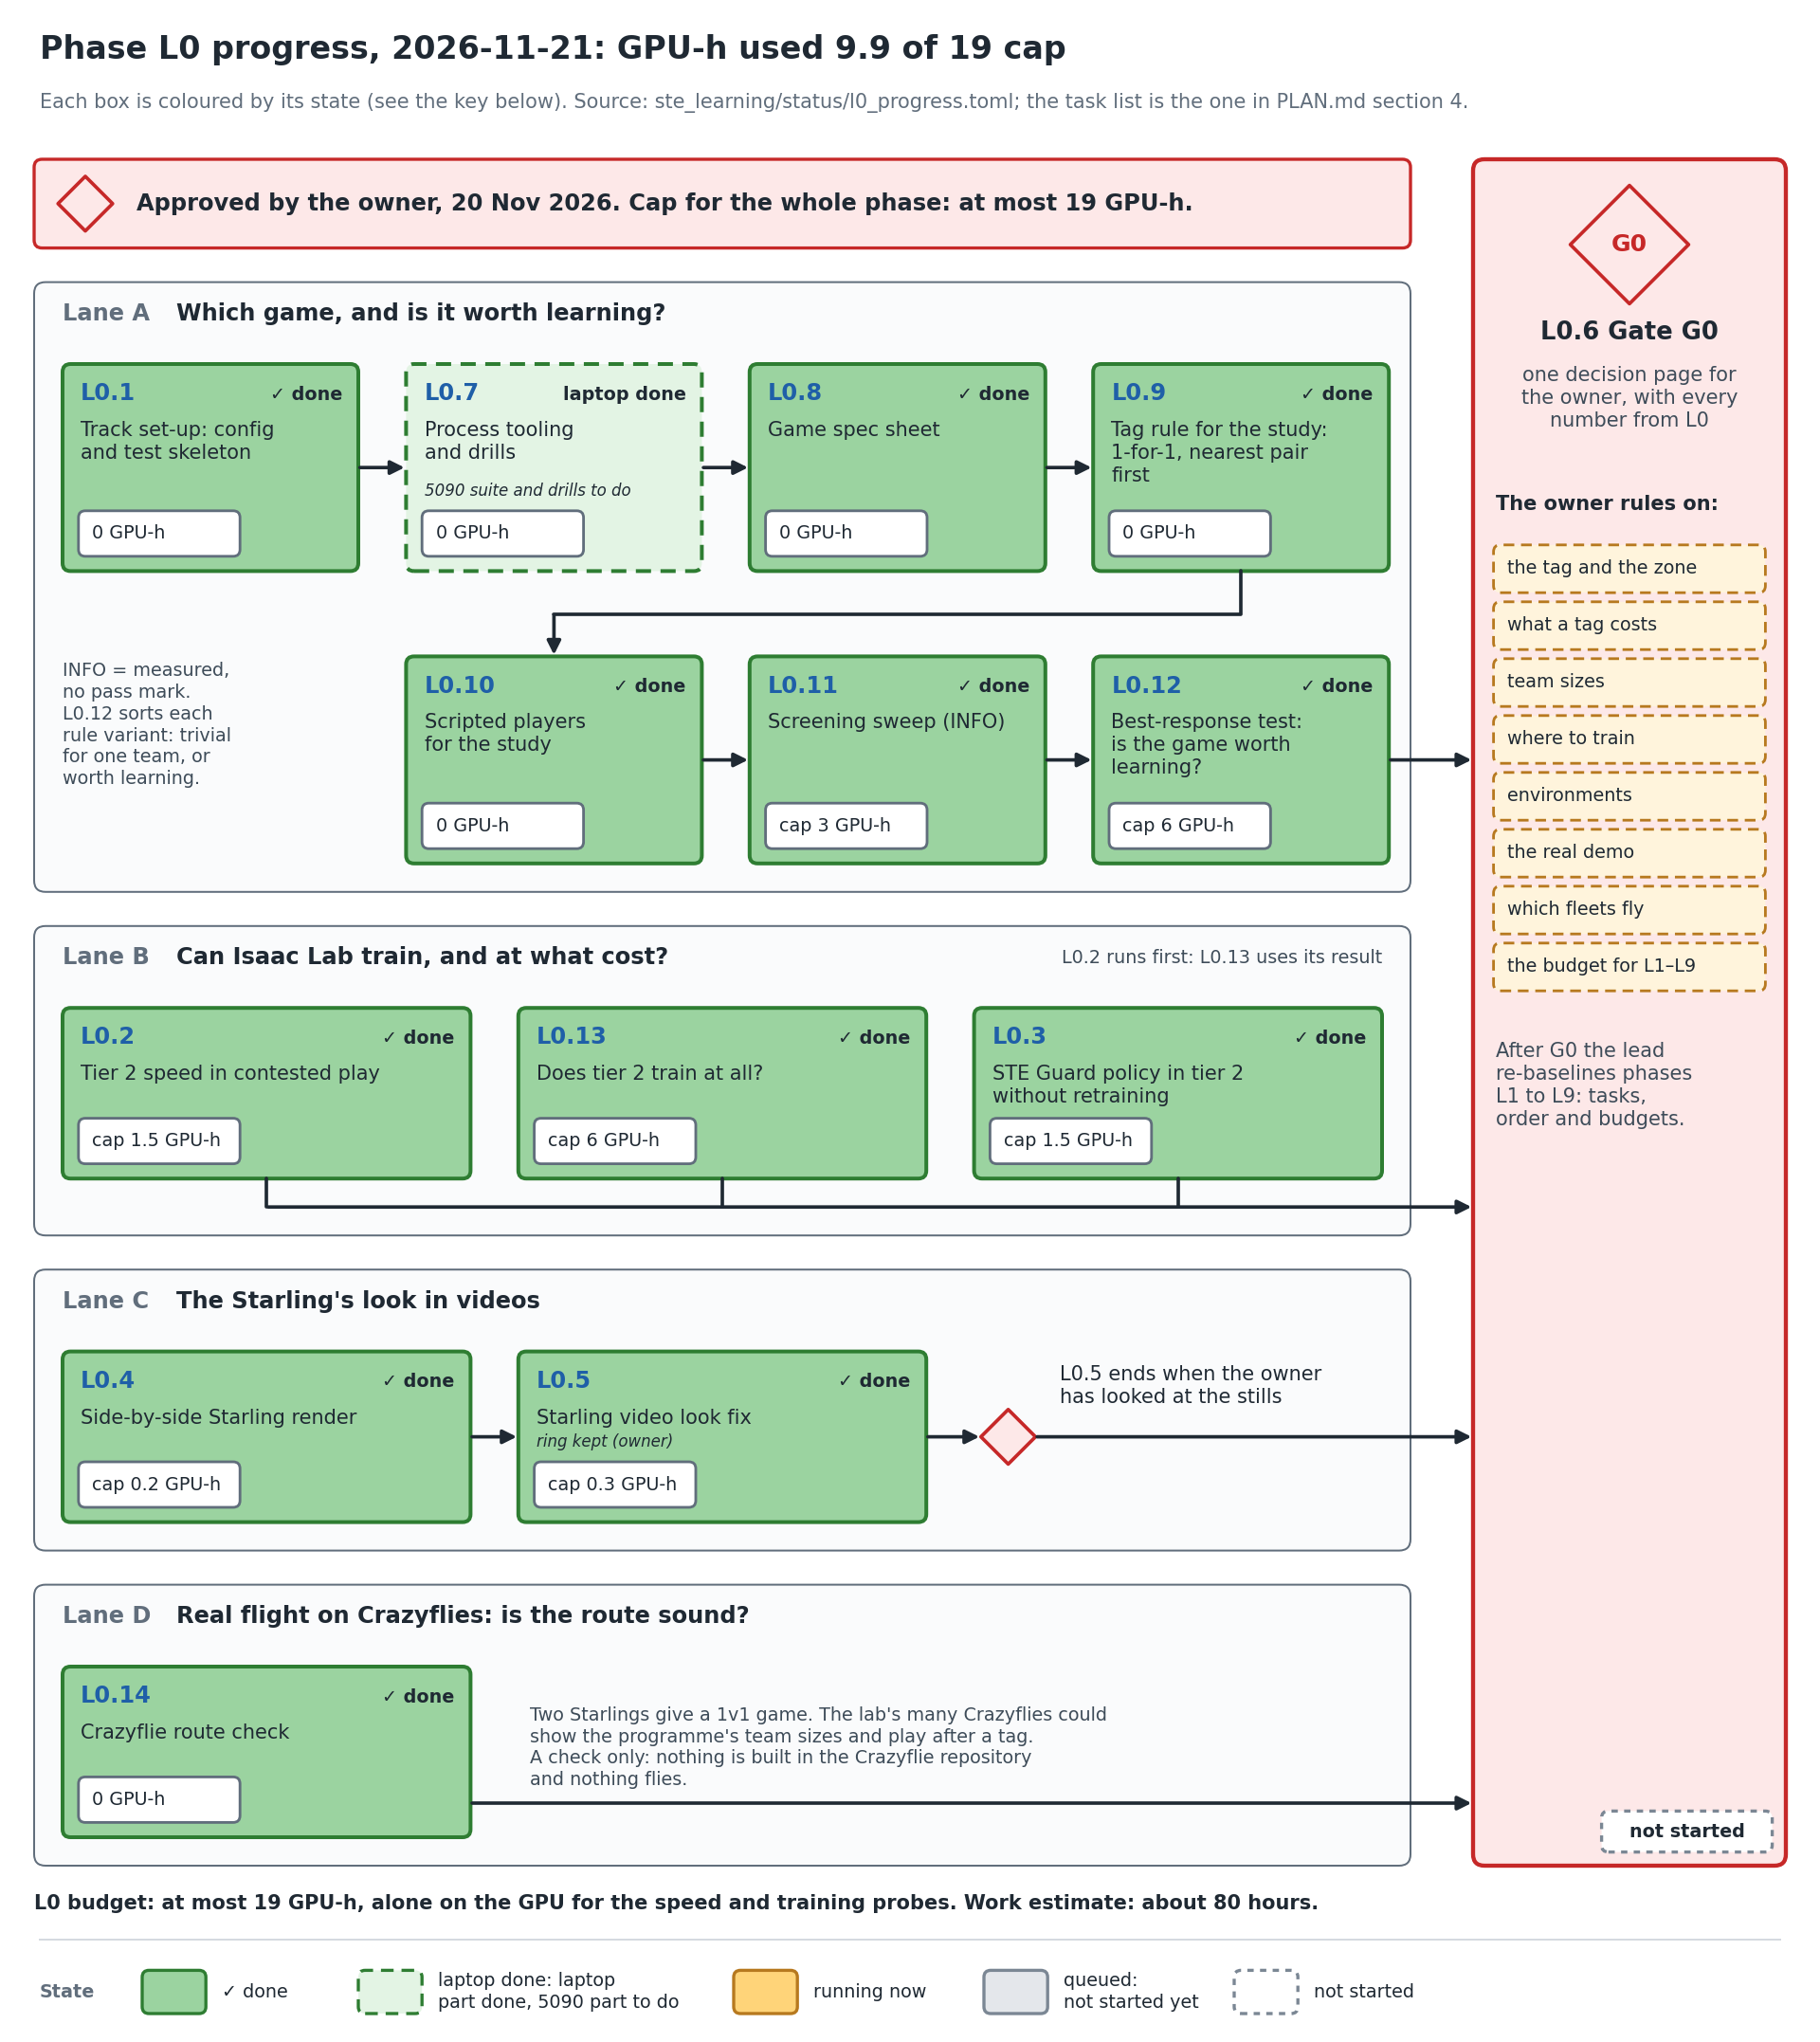 Phase L0 progress, 2026-11-21: GPU-h used 9.9 of 19 cap
Each box is coloured by its state (see the key below). Source: ste_learning/status/l0_progress.toml; the task list is the one in PLAN.md section 4.
Approved by the owner, 20 Nov 2026. Cap for the whole phase: at most 19 GPU-h.
Lane A Which game, and is it worth learning?
L0.1 ✓ done
Track set-up: config
and test skeleton
0 GPU-h
L0.7 laptop done
Process tooling
and drills
5090 suite and drills to do
0 GPU-h
L0.8 ✓ done
Game spec sheet
0 GPU-h
L0.9 ✓ done
Tag rule for the study:
1-for-1, nearest pair
first
0 GPU-h
INFO = measured,
no pass mark.
L0.12 sorts each
rule variant: trivial
for one team, or
worth learning.
L0.10 ✓ done
Scripted players
for the study
0 GPU-h
L0.11 ✓ done
Screening sweep (INFO)
cap 3 GPU-h
L0.12 ✓ done
Best-response test:
is the game worth
learning?
cap 6 GPU-h
Lane B Can Isaac Lab train, and at what cost?
L0.2 runs first: L0.13 uses its result
L0.2 ✓ done
Tier 2 speed in contested play
cap 1.5 GPU-h
L0.13 ✓ done
Does tier 2 train at all?
cap 6 GPU-h
L0.3 ✓ done
STE Guard policy in tier 2
without retraining
cap 1.5 GPU-h
Lane C The Starling's look in videos
L0.4 ✓ done
Side-by-side Starling render
cap 0.2 GPU-h
L0.5 ✓ done
Starling video look fix
ring kept (owner)
cap 0.3 GPU-h
L0.5 ends when the owner
has looked at the stills
Lane D Real flight on Crazyflies: is the route sound?
L0.14 ✓ done
Crazyflie route check
0 GPU-h
Two Starlings give a 1v1 game. The lab's many Crazyflies could
show the programme's team sizes and play after a tag.
A check only: nothing is built in the Crazyflie repository
and nothing flies.
G0
L0.6 Gate G0
one decision page for
the owner, with every
number from L0
The owner rules on:
the tag and the zone
what a tag costs
team sizes
where to train
environments
the real demo
which fleets fly
the budget for L1–L9
After G0 the lead
re-baselines phases
L1 to L9: tasks,
order and budgets.
not started
L0 budget: at most 19 GPU-h, alone on the GPU for the speed and training probes. Work estimate: about 80 hours.
State
✓ done
laptop done: laptop
part done, 5090 part to do
running now
queued:
not started yet
not started